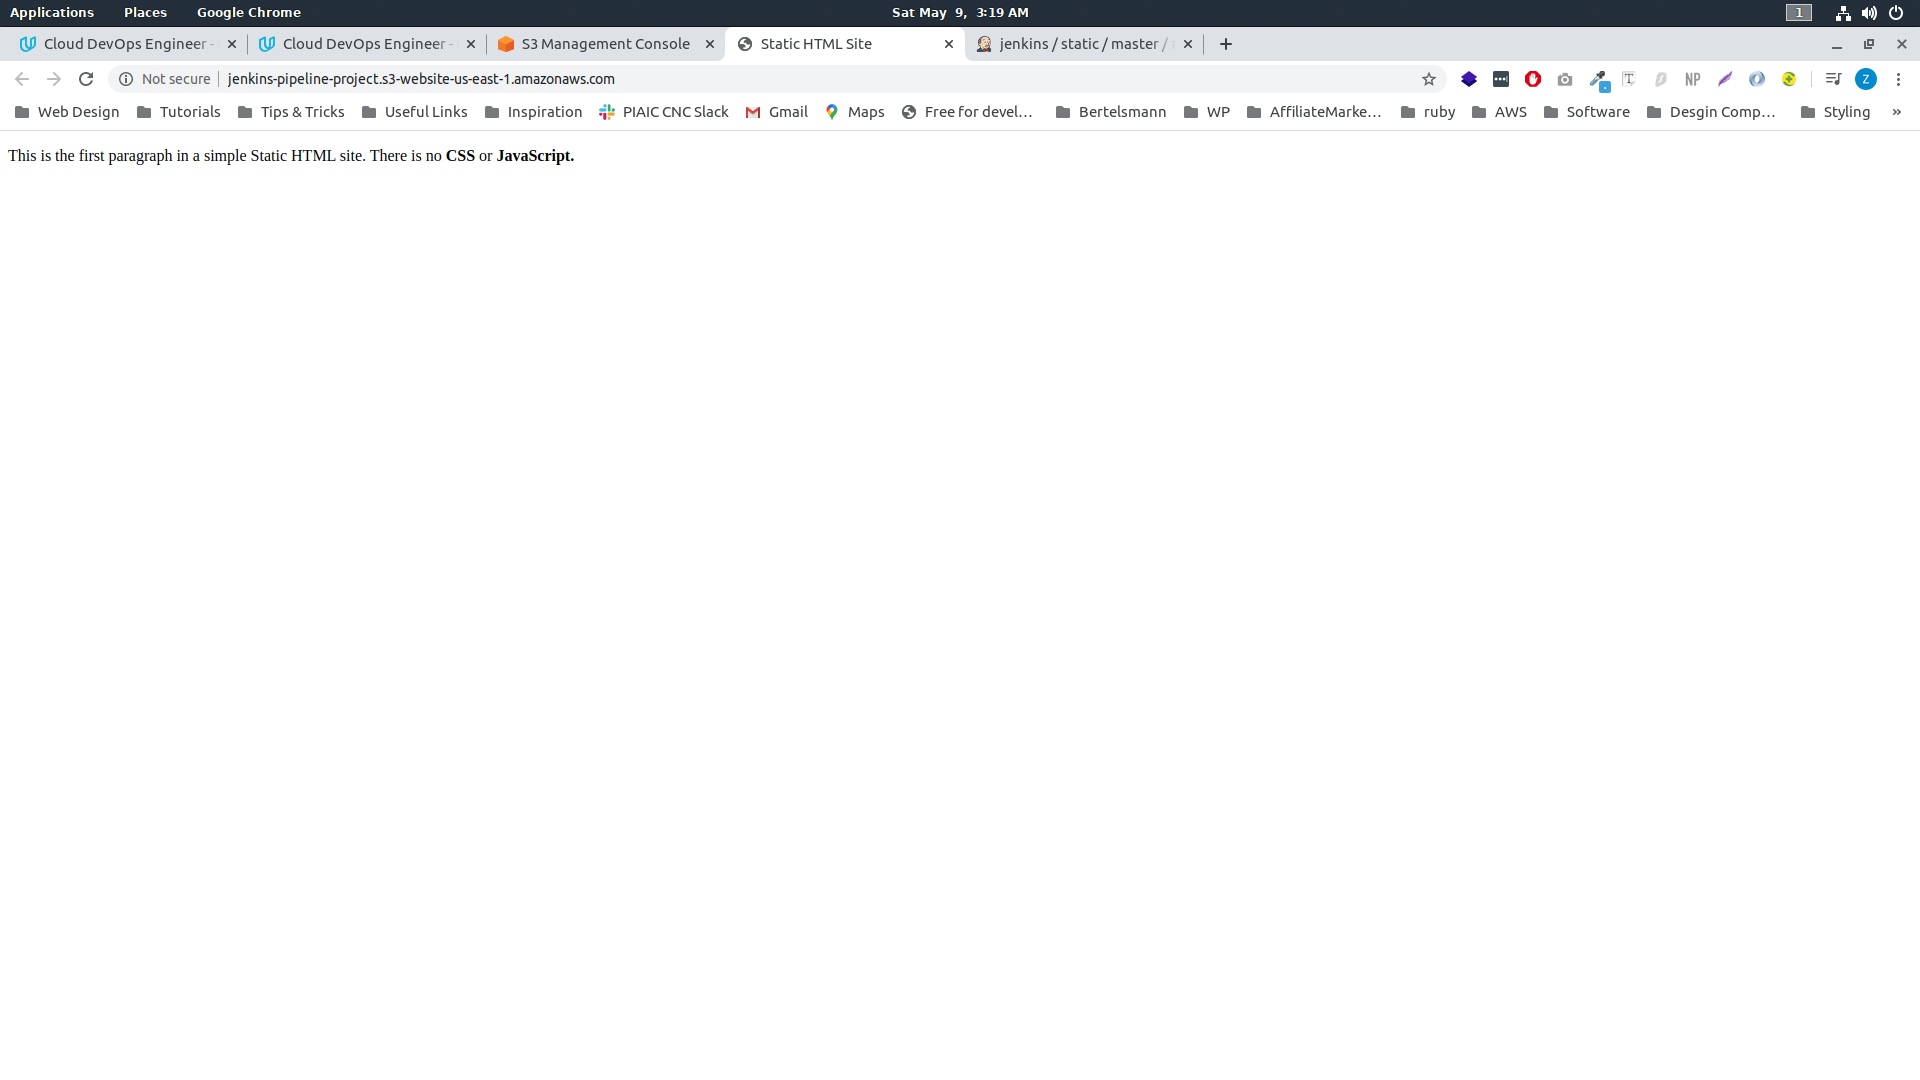 Applications Places Google Chrome Sat May 9, 3:19 AM 1
Cloud DevOps Engineer - Cloud DevOps Engineer - S3 Management Console Static HTML Site jenkins / static / master /
Not secure jenkins-pipeline-project.s3-website-us-east-1.amazonaws.com NP Z
Web Design Tutorials Tips & Tricks Useful Links Inspiration PIAIC CNC Slack Gmail Maps Free for devel... Bertelsmann WP AffiliateMarke... ruby AWS Software Desgin Comp... Styling »
This is the first paragraph in a simple Static HTML site. There is no CSS or JavaScript.